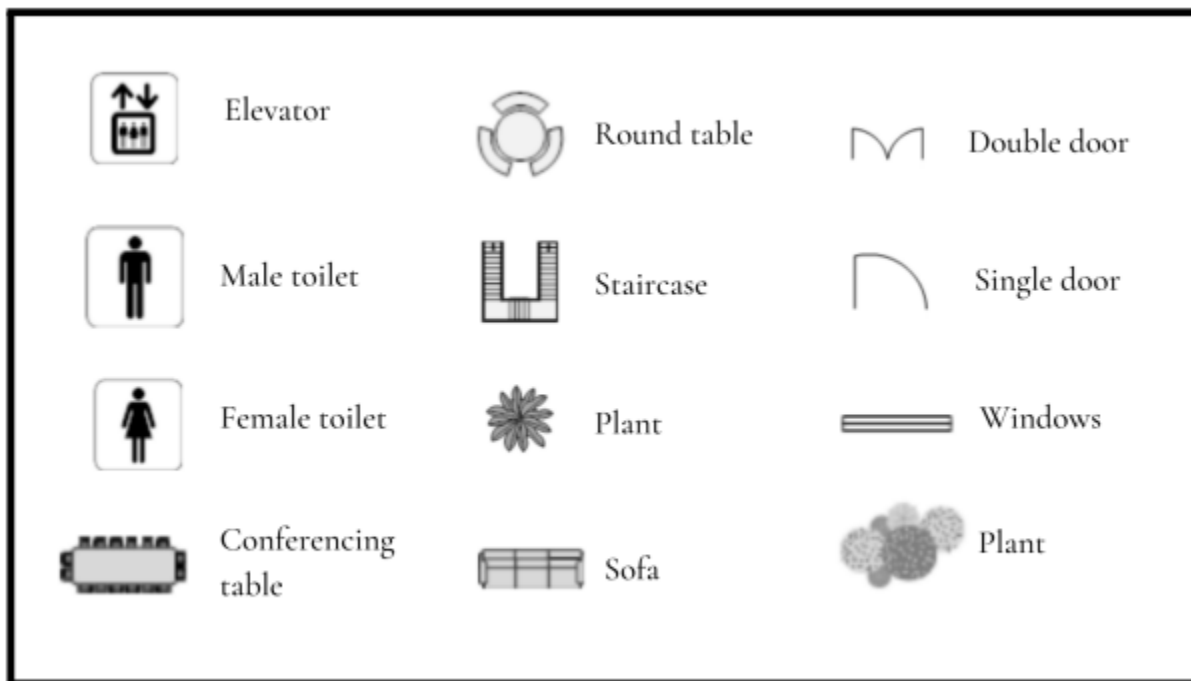 Elevator
Round table
Double door
Male toilet
Staircase
Single door
Female toilet
Plant
Windows
Conferencing
table
Sofa
Plant